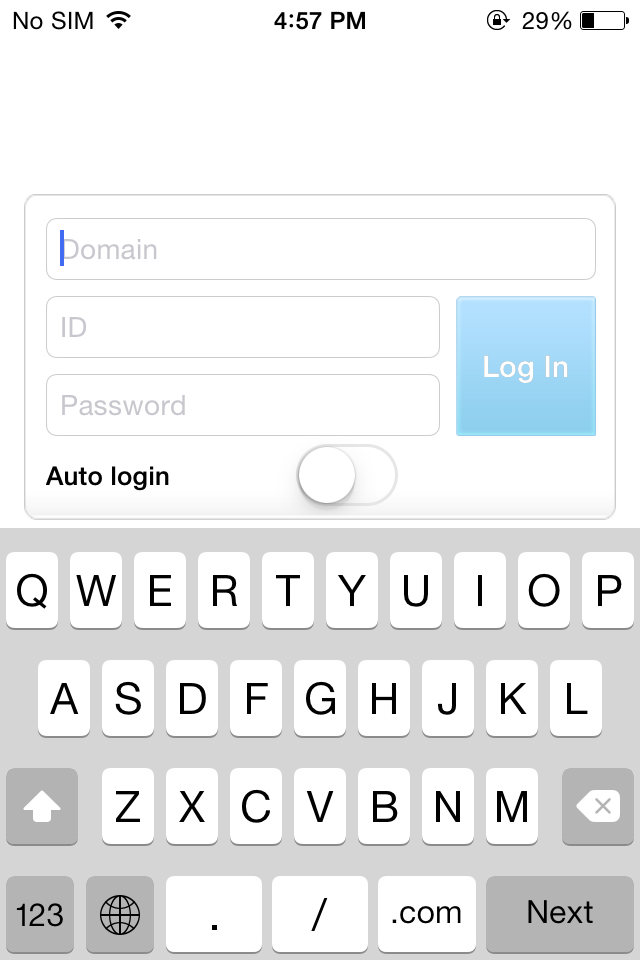 No SIM 4:57 PM 29%
Domain
ID
Log In
Password
Auto login
Q W E R T Y U I O P
A S D F G H J K L
Z X C V B N M
123 . / .com Next